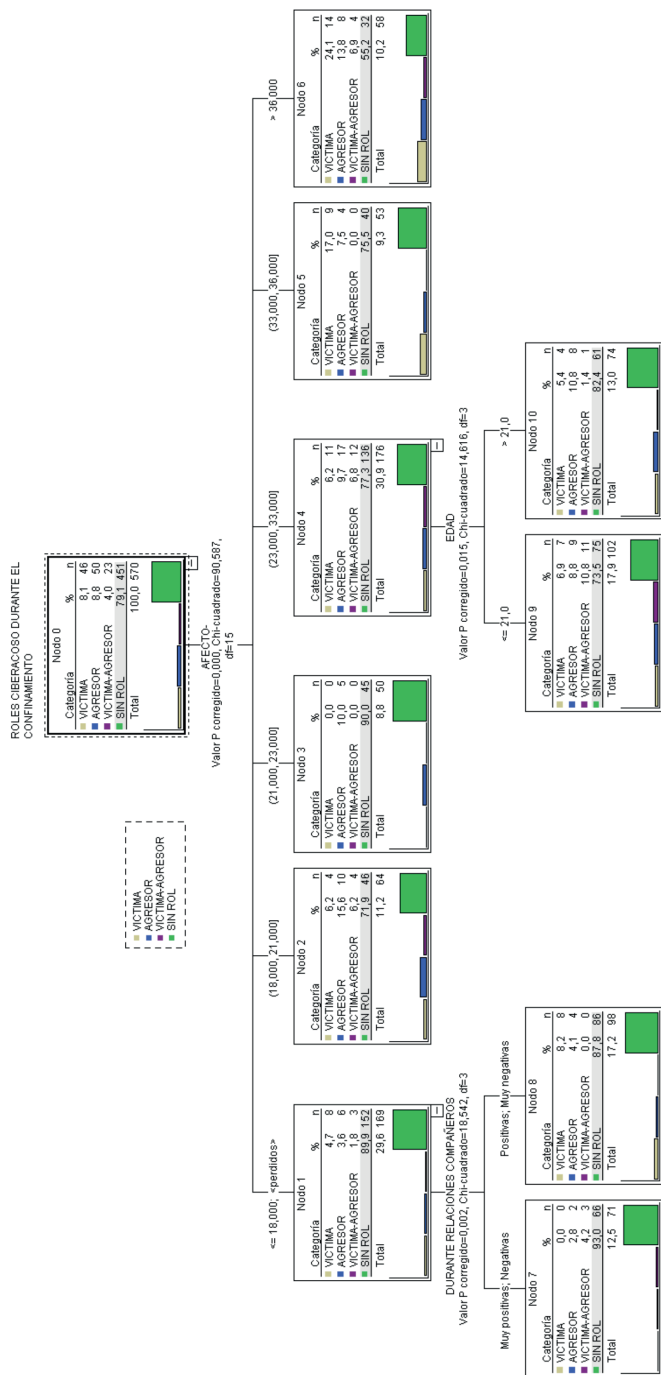 ROLES CIBERACOSO DURANTE EL
CONFINAMIENTO
VICTIMA
AGRESOR
VICTIMA-AGRESOR
SIN ROL
Nodo 0
Categoría % n
VICTIMA 8,1 46
AGRESOR 8,8 50
VICTIMA-AGRESOR 4,0 23
SIN ROL 79,1 451
Total 100,0 570
AFECTO-
Valor P corregido=0,000, Chi-cuadrado=90,587,
df=15
<= 18,000; <perdidos>
(18,000, 21,000]
(21,000, 23,000]
(23,000, 33,000]
(33,000, 36,000]
> 36,000
Nodo 1
Categoría % n
VICTIMA 4,7 8
AGRESOR 3,6 6
VICTIMA-AGRESOR 1,8 3
SIN ROL 89,9 152
Total 29,6 169
Nodo 2
Categoría % n
VICTIMA 6,2 4
AGRESOR 15,6 10
VICTIMA-AGRESOR 6,2 4
SIN ROL 71,9 46
Total 11,2 64
Nodo 3
Categoría % n
VICTIMA 0,0 0
AGRESOR 10,0 5
VICTIMA-AGRESOR 0,0 0
SIN ROL 90,0 45
Total 8,8 50
Nodo 4
Categoría % n
VICTIMA 6,2 11
AGRESOR 9,7 17
VICTIMA-AGRESOR 6,8 12
SIN ROL 77,3 136
Total 30,9 176
Nodo 5
Categoría % n
VICTIMA 17,0 9
AGRESOR 7,5 4
VICTIMA-AGRESOR 0,0 0
SIN ROL 75,5 40
Total 9,3 53
Nodo 6
Categoría % n
VICTIMA 24,1 14
AGRESOR 13,8 8
VICTIMA-AGRESOR 6,9 4
SIN ROL 55,2 32
Total 10,2 58
DURANTE RELACIONES COMPAÑEROS
Valor P corregido=0,002, Chi-cuadrado=18,542, df=3
Muy positivas; Negativas
Positivas; Muy negativas
EDAD
Valor P corregido=0,015, Chi-cuadrado=14,616, df=3
<= 21,0
> 21,0
Nodo 7
Categoría % n
VICTIMA 0,0 0
AGRESOR 2,8 2
VICTIMA-AGRESOR 4,2 3
SIN ROL 93,0 66
Total 12,5 71
Nodo 8
Categoría % n
VICTIMA 8,2 8
AGRESOR 4,1 4
VICTIMA-AGRESOR 0,0 0
SIN ROL 87,8 86
Total 17,2 98
Nodo 9
Categoría % n
VICTIMA 6,9 7
AGRESOR 8,8 9
VICTIMA-AGRESOR 10,8 11
SIN ROL 73,5 75
Total 17,9 102
Nodo 10
Categoría % n
VICTIMA 5,4 4
AGRESOR 10,8 8
VICTIMA-AGRESOR 1,4 1
SIN ROL 82,4 61
Total 13,0 74